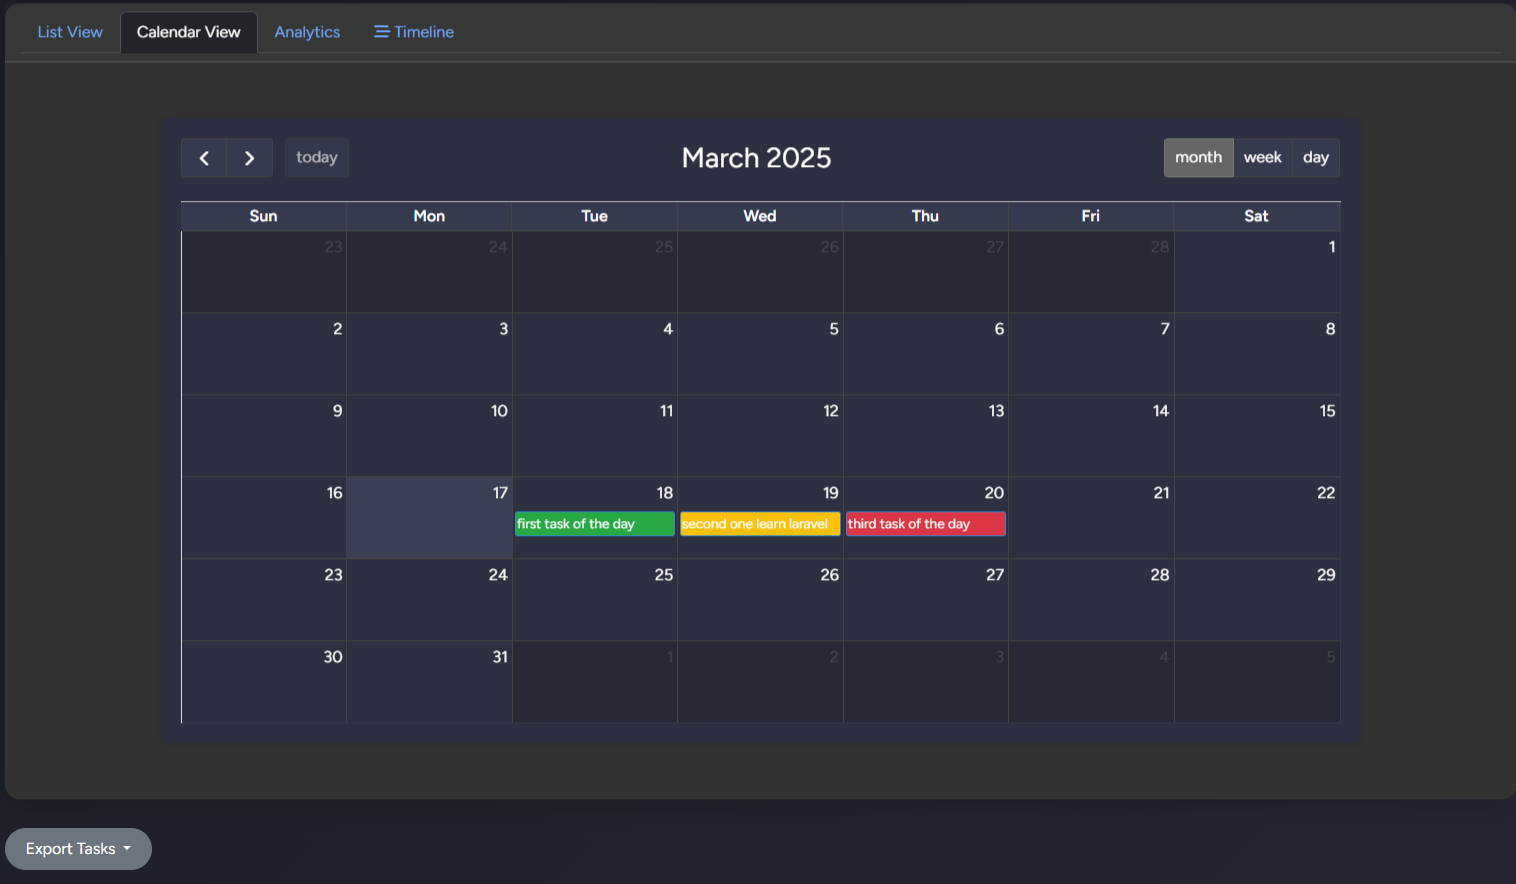 List View Calendar View Analytics Timeline
today March 2025 month week day
Sun Mon Tue Wed Thu Fri Sat
23 24 25 26 27 28 1
2 3 4 5 6 7 8
9 10 11 12 13 14 15
16 17 18 19 20 21 22
first task of the day second one learn laravel third task of the day
23 24 25 26 27 28 29
30 31 1 2 3 4 5
Export Tasks